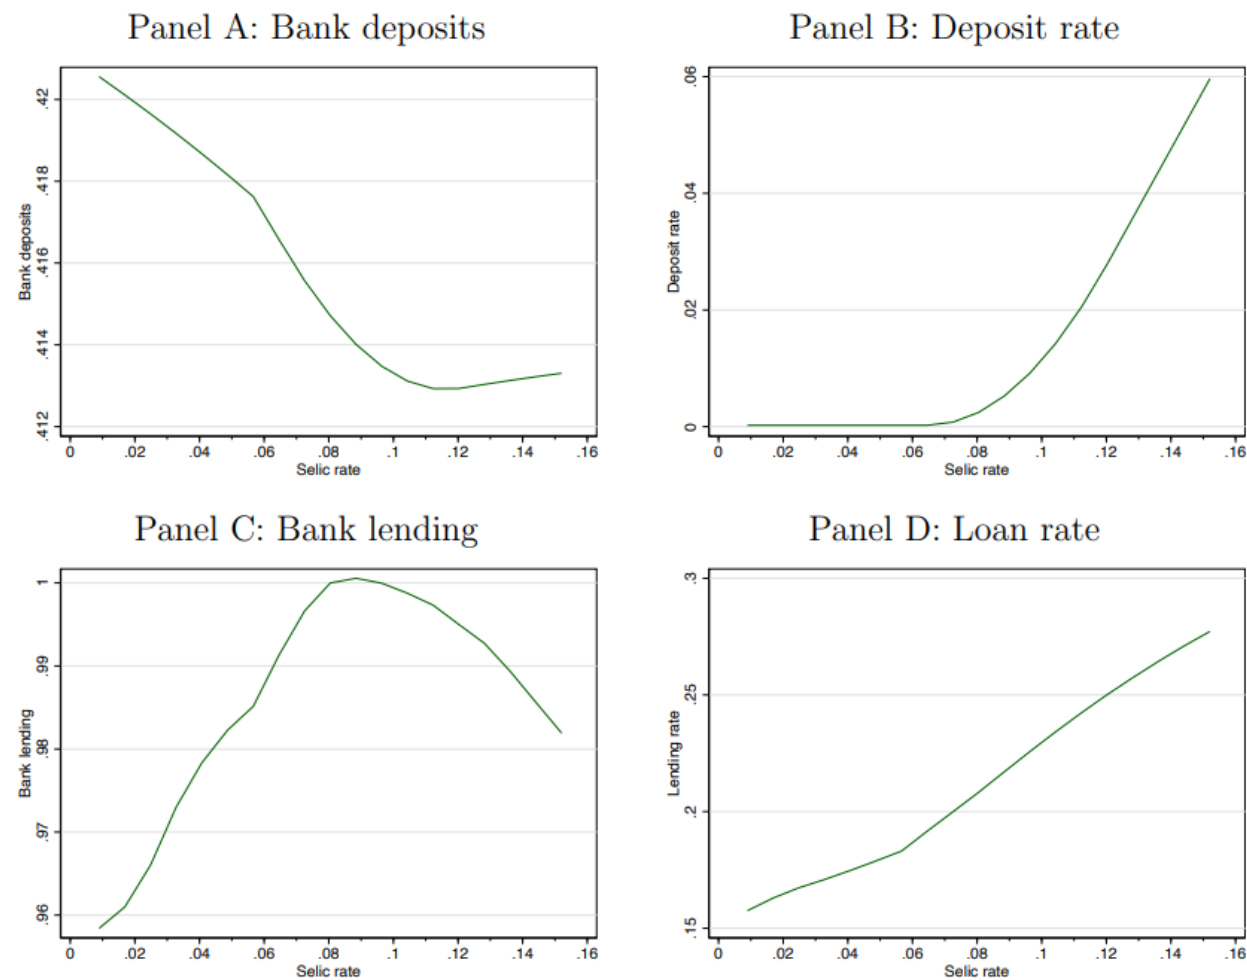 Panel A: Bank deposits
Bank deposits
.42
.418
.416
.414
.412
0 .02 .04 .06 .08 .1 .12 .14 .16
Selic rate
Panel B: Deposit rate
Deposit rate
.06
.04
.02
0
0 .02 .04 .06 .08 .1 .12 .14 .16
Selic rate
Panel C: Bank lending
Bank lending
1
.99
.98
.97
.96
0 .02 .04 .06 .08 .1 .12 .14 .16
Selic rate
Panel D: Loan rate
Lending rate
.3
.25
.2
.15
0 .02 .04 .06 .08 .1 .12 .14 .16
Selic rate